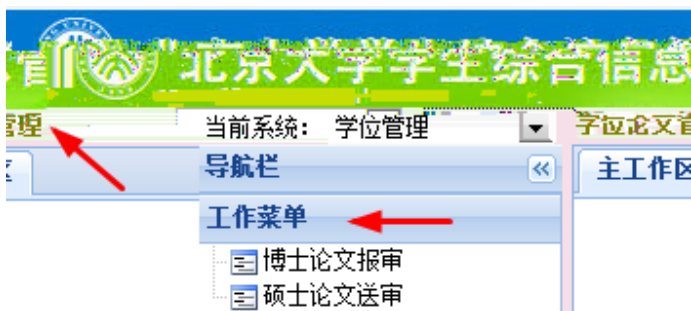 北京大学学生综合信息
管理
当前系统: 学位管理
学位论文
导航栏
主工作区
工作菜单
博士论文报审
硕士论文送审